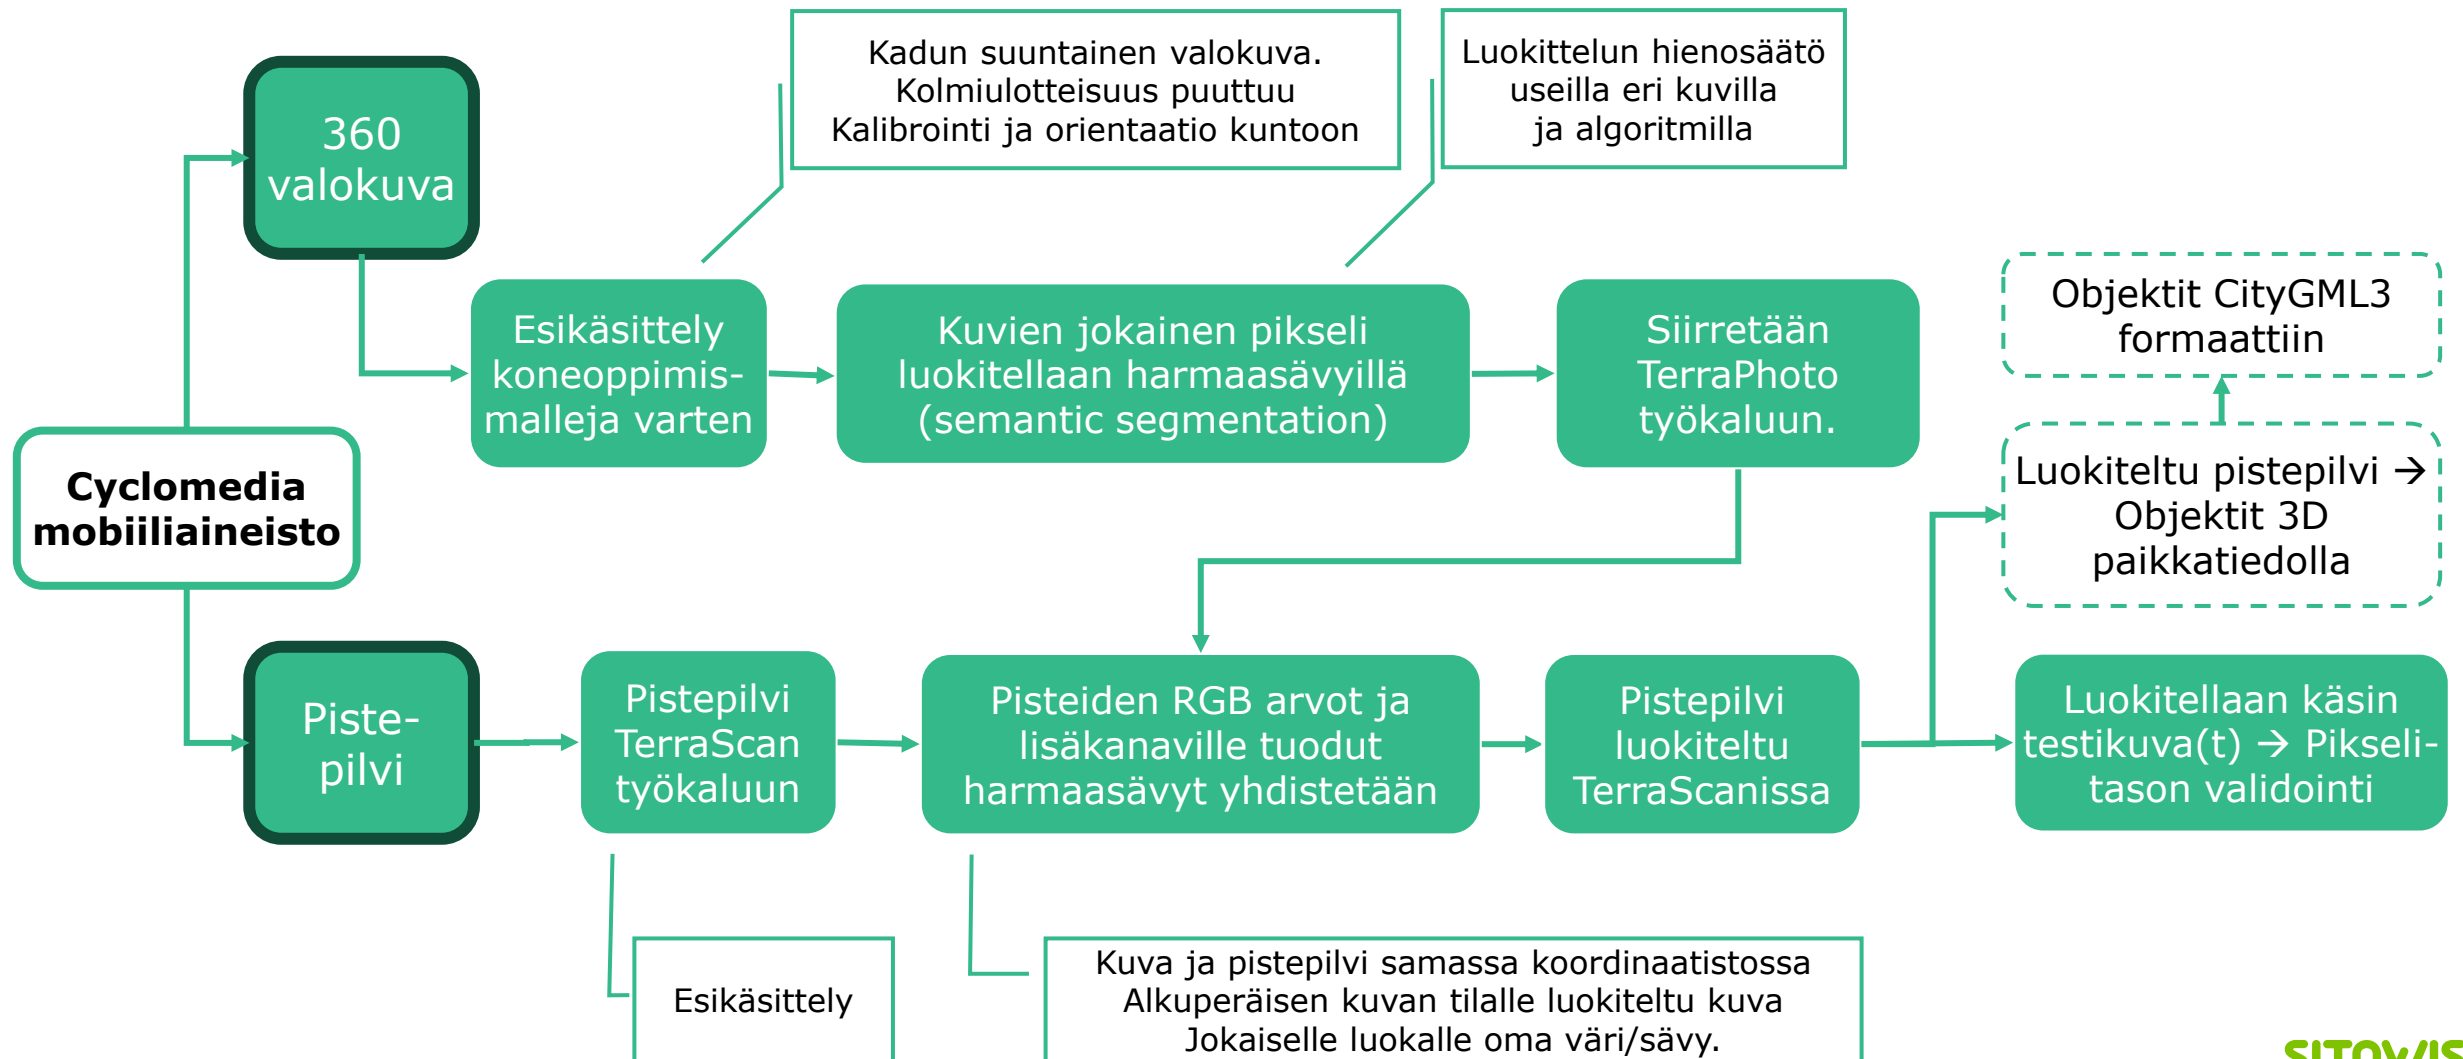 Kadun suuntainen valokuva.
Kolmiulotteisuus puuttuu
Kalibrointi ja orientaatio kuntoon
Luokittelun hienosäätö
useilla eri kuvilla
ja algoritmilla
360
valokuva
Esikäsittely
koneoppimis-
malleja varten
Kuvien jokainen pikseli
luokitellaan harmaasävyillä
(semantic segmentation)
Siirretään
TerraPhoto
työkaluun.
Objektit CityGML3
formaattiin
Luokiteltu pistepilvi →
Objektit 3D
paikkatiedolla
Cyclomedia
mobiiliaineisto
Piste-
pilvi
Pistepilvi
TerraScan
työkaluun
Pisteiden RGB arvot ja
lisäkanaville tuodut
harmaasävyt yhdistetään
Pistepilvi
luokiteltu
TerraScanissa
Luokitellaan käsin
testikuva(t) → Pikseli-
tason validointi
Esikäsittely
Kuva ja pistepilvi samassa koordinaatistossa
Alkuperäisen kuvan tilalle luokiteltu kuva
Jokaiselle luokalle oma väri/sävy.